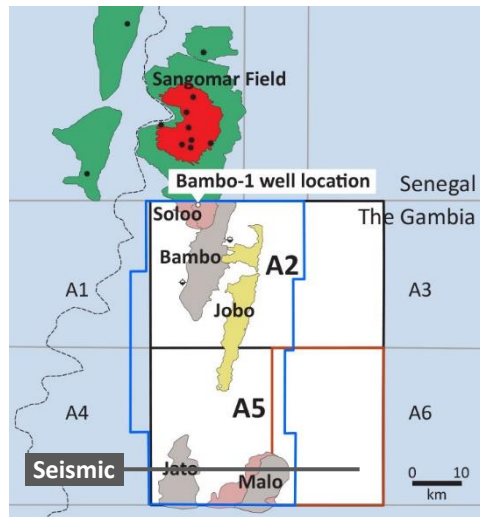 Sangomar Field
Bambo-1 well location
Senegal
The Gambia
Soloo
Bambo
A2
A1
A3
Jobo
A4
A5
A6
Seismic
Jato
Malo
0 10
km